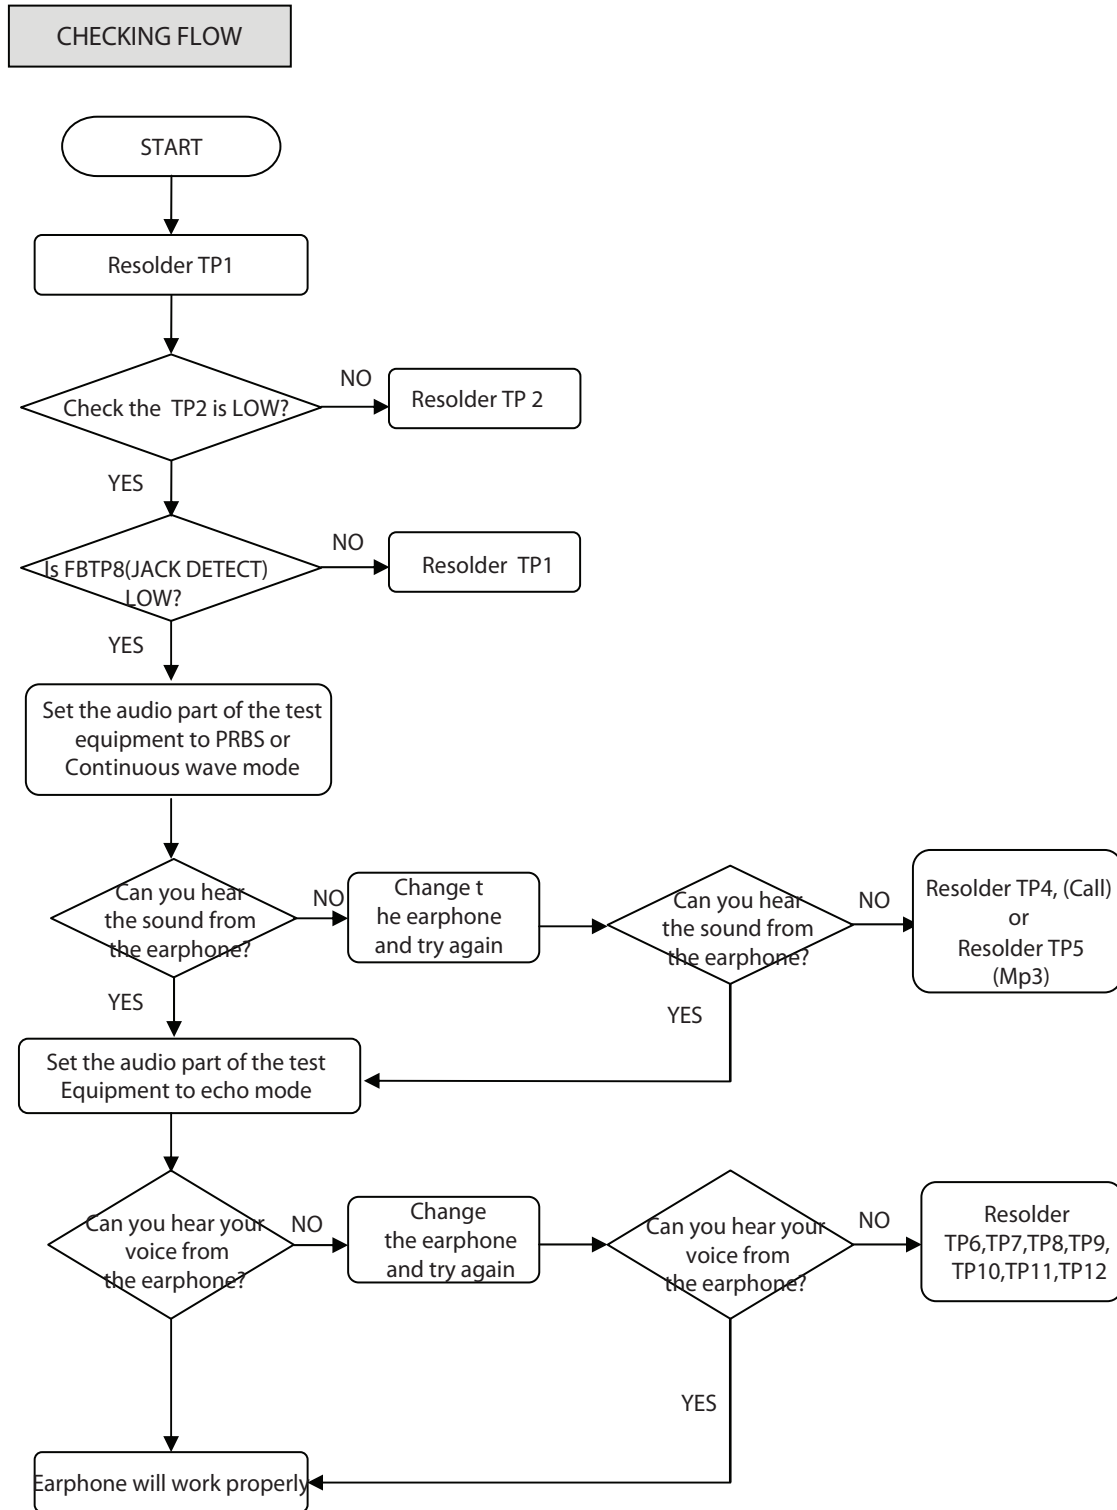 CHECKING FLOW
START
Resolder TP1
Check the TP2 is LOW?
NO
Resolder TP 2
YES
Is FBTP8(JACK DETECT)
LOW?
NO
Resolder TP1
YES
Set the audio part of the test
equipment to PRBS or
Continuous wave mode
Can you hear
the sound from
the earphone?
NO
Change t
he earphone
and try again
Can you hear
the sound from
the earphone?
NO
Resolder TP4, (Call)
or
Resolder TP5
(Mp3)
YES
YES
Set the audio part of the test
Equipment to echo mode
Can you hear your
voice from
the earphone?
NO
Change
the earphone
and try again
Can you hear your
voice from
the earphone?
NO
Resolder
TP6,TP7,TP8,TP9,
TP10,TP11,TP12
YES
Earphone will work properly